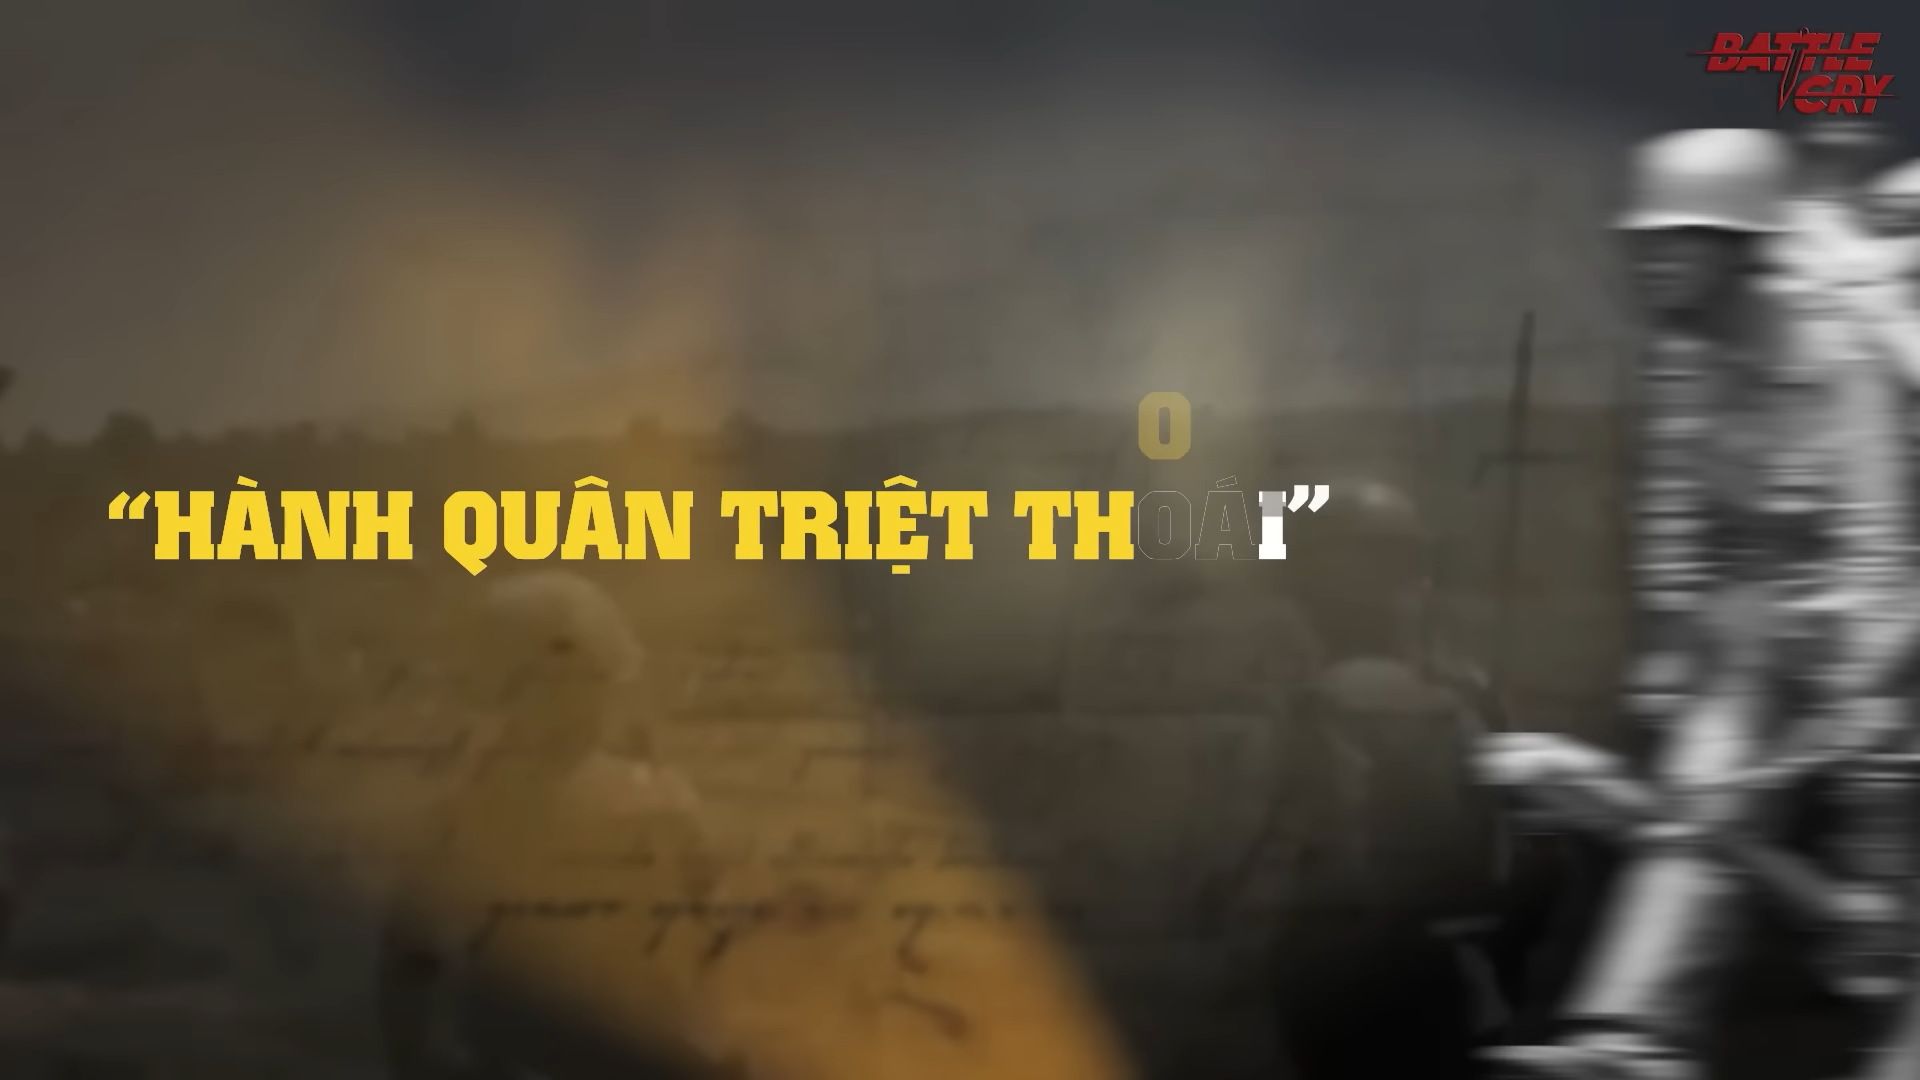 BATTLE
CRY
“HÀNH QUÂN TRIỆT THOÁI”